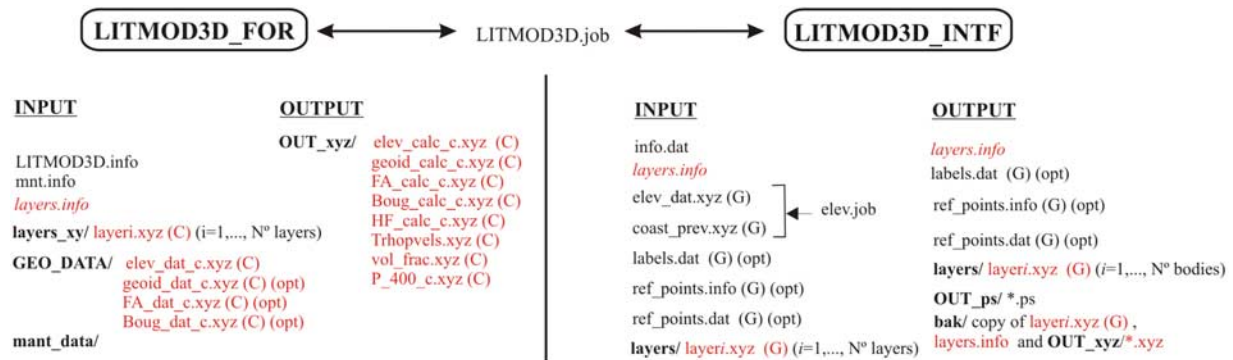 LITMOD3D_FOR
LITMOD3D.job
LITMOD3D_INTF
INPUT
LITMOD3D.info
mnt.info
layers.info
layers_xy/ layeri.xyz (C) (i=1,..., Nº layers)
GEO_DATA/ elev_dat_c.xyz (C)
geoid_dat_c.xyz (C) (opt)
FA_dat_c.xyz (C) (opt)
Boug_dat_c.xyz (C) (opt)
mant_data/
OUTPUT
OUT_xyz/ elev_calc_c.xyz (C)
geoid_calc_c.xyz (C)
FA_calc_c.xyz (C)
Boug_calc_c.xyz (C)
HF_calc_c.xyz (C)
Trhopvels.xyz (C)
vol_frac.xyz (C)
P_400_c.xyz (C)
INPUT
info.dat
layers.info
elev_dat.xyz (G)
coast_prev.xyz (G)
elev.job
labels.dat (G) (opt)
ref_points.info (G) (opt)
ref_points.dat (G) (opt)
layers/ layeri.xyz (G) (i=1,..., Nº layers)
OUTPUT
layers.info
labels.dat (G) (opt)
ref_points.info (G) (opt)
ref_points.dat (G) (opt)
layers/ layeri.xyz (G) (i=1,..., Nº bodies)
OUT_ps/ *.ps
bak/ copy of layeri.xyz (G) ,
layers.info and OUT_xyz/*.xyz